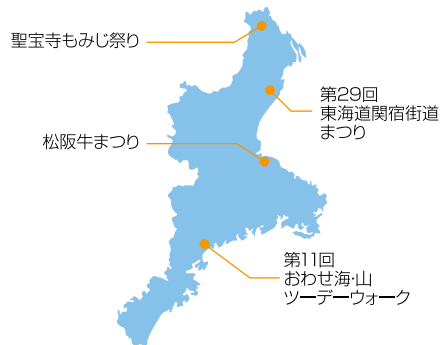 聖宝寺もみじ祭り
第29回
東海道関宿街道
まつり
松阪牛まつり
第11回
おわせ海・山
ツーデーウォーク